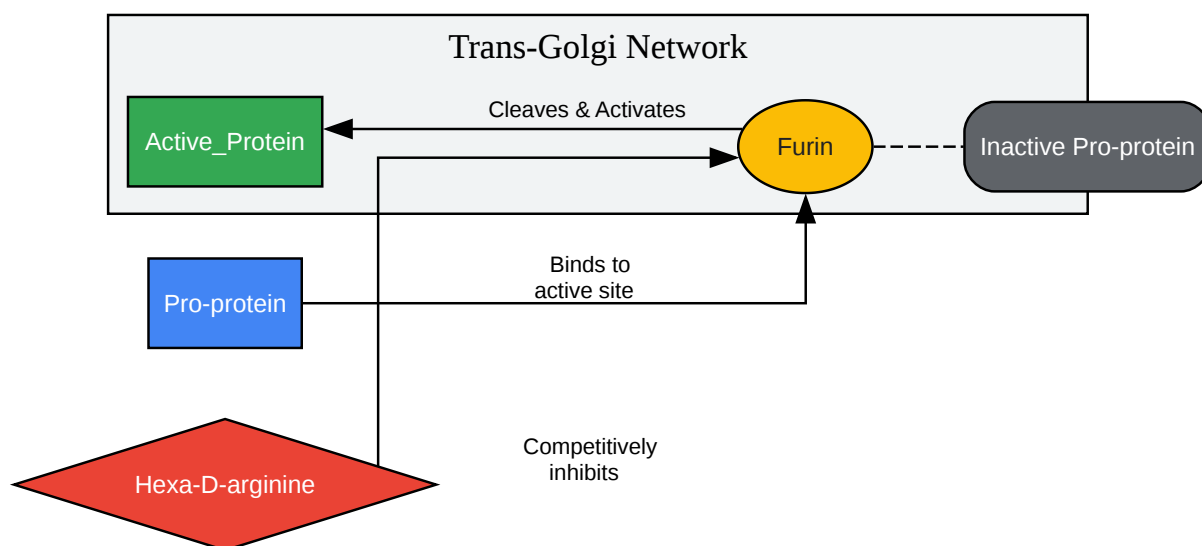 Trans-Golgi Network
Cleaves & Activates
Active_Protein
Furin
Inactive Pro-protein
Binds to
active site
Pro-protein
Competitively
inhibits
Hexa-D-arginine